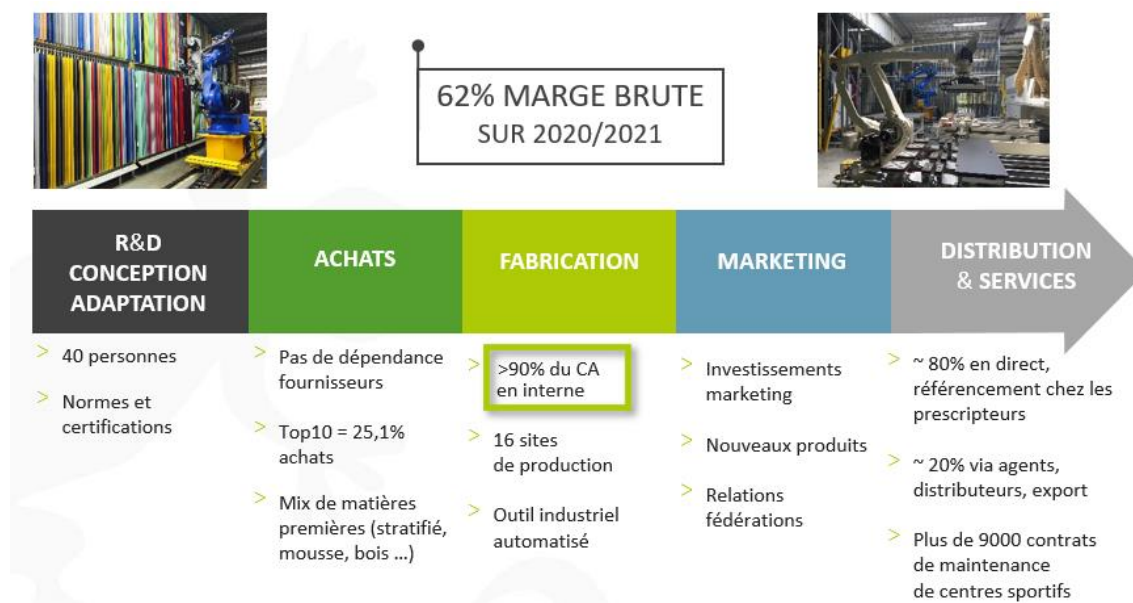 62% MARGE BRUTE
SUR 2020/2021
R&D
CONCEPTION
ADAPTATION
ACHATS
FABRICATION
MARKETING
DISTRIBUTION
& SERVICES
> 40 personnes
> Normes et
certifications
> Pas de dépendance
fournisseurs
> Top10 = 25,1%
achats
> Mix de matières
premières (stratifié,
mousse, bois ...)
> >90% du CA
en interne
> 16 sites
de production
> Outil industriel
automatisé
> Investissements
marketing
> Nouveaux produits
> Relations
fédérations
> ~ 80% en direct,
référencement chez les
prescripteurs
> ~ 20% via agents,
distributeurs, export
> Plus de 9000 contrats
de maintenance
de centres sportifs